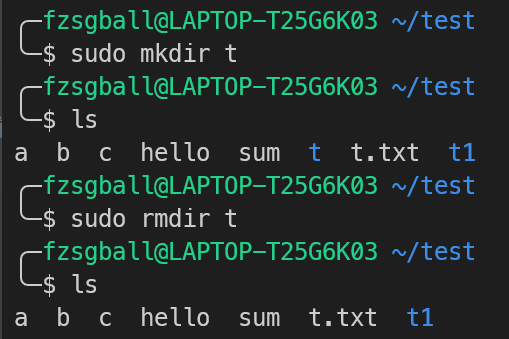 fzsgball@LAPTOP-T25G6K03 ~/test
$ sudo mkdir t
fzsgball@LAPTOP-T25G6K03 ~/test
$ ls
a b c hello sum t t.txt t1
fzsgball@LAPTOP-T25G6K03 ~/test
$ sudo rmdir t
fzsgball@LAPTOP-T25G6K03 ~/test
$ ls
a b c hello sum t.txt t1